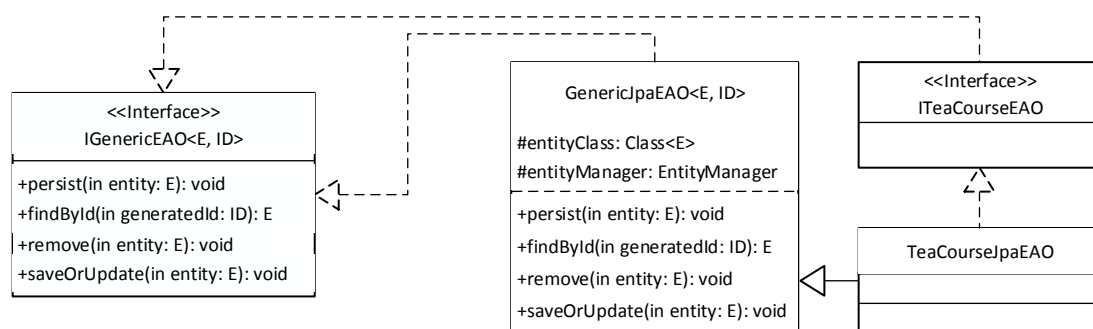 <<Interface>>
IGenericEAO<E, ID>
+persist(in entity: E): void
+findById(in generatedId: ID): E
+remove(in entity: E): void
+saveOrUpdate(in entity: E): void
GenericJpaEAO<E, ID>
#entityClass: Class<E>
#entityManager: EntityManager
+persist(in entity: E): void
+findById(in generatedId: ID): E
+remove(in entity: E): void
+saveOrUpdate(in entity: E): void
<<Interface>>
ITeaCourseEAO
TeaCourseJpaEAO